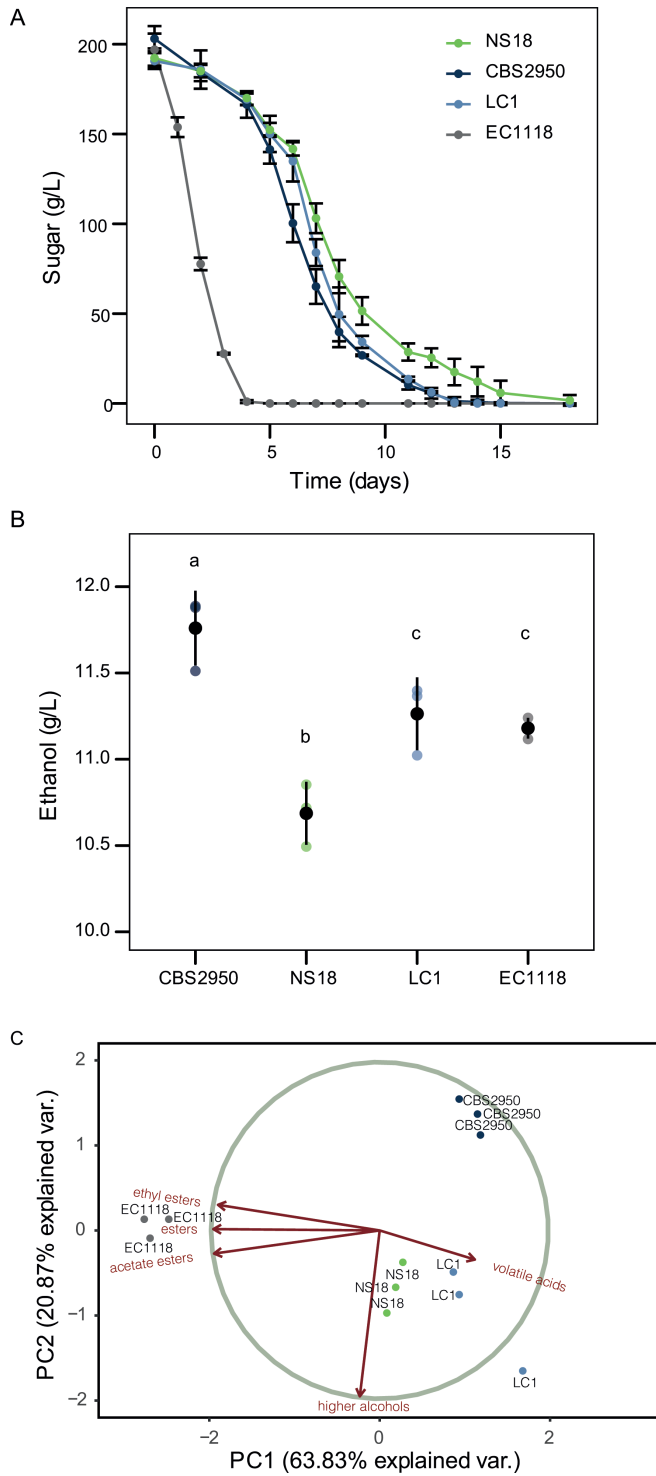 A
Sugar (g/L)
200
150
100
50
0
NS18
CBS2950
LC1
EC1118
0
5
10
15
Time (days)
B
Ethanol (g/L)
12.0
11.5
11.0
10.5
10.0
a
b
c
c
CBS2950
NS18
LC1
EC1118
C
PC2 (20.87% explained var.)
2
1
0
−1
−2
CBS2950
CBS2950
CBS2950
ethyl esters
EC1118
EC1118
esters
EC1118
acetate esters
LC1
volatile acids
NS18
NS18
LC1
NS18
LC1
higher alcohols
−2
0
2
PC1 (63.83% explained var.)